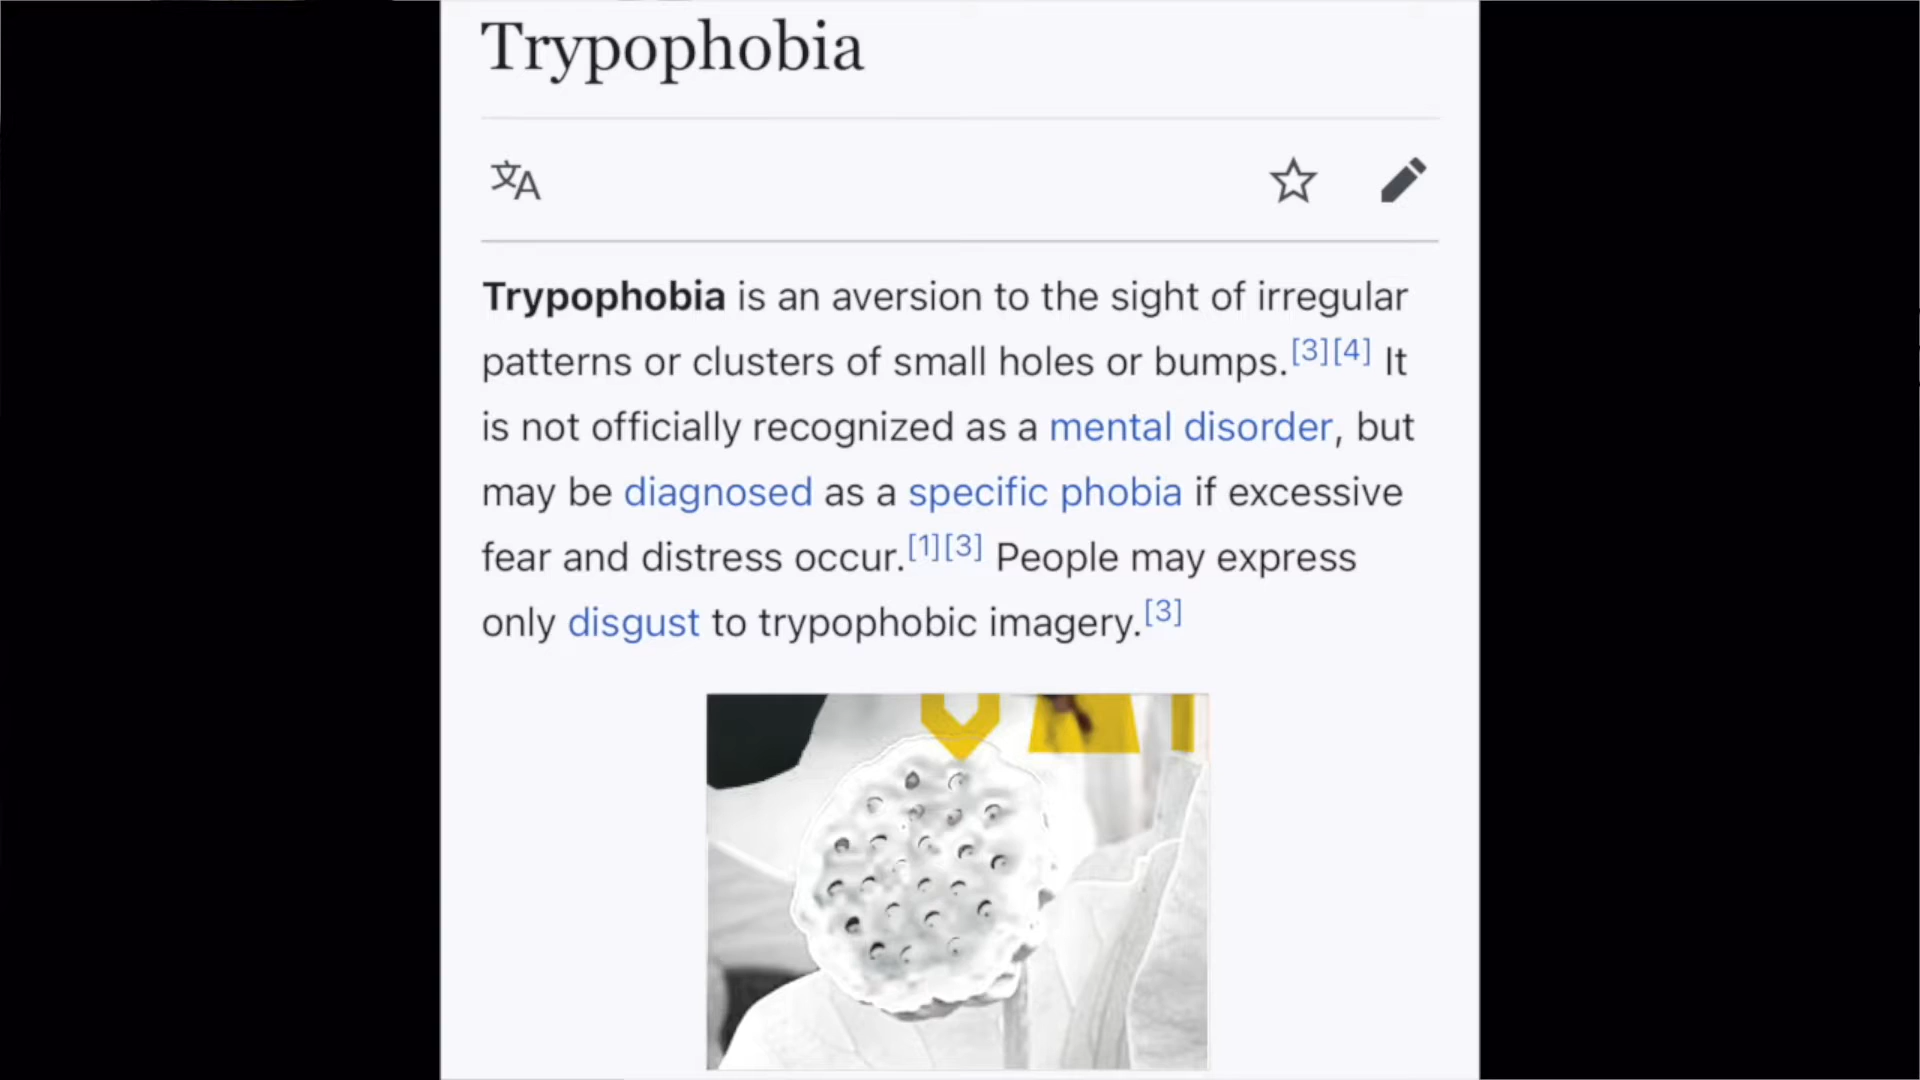 Trypophobia
文A
Trypophobia is an aversion to the sight of irregular
patterns or clusters of small holes or bumps.[3][4] It
is not officially recognized as a mental disorder, but
may be diagnosed as a specific phobia if excessive
fear and distress occur.[1][3] People may express
only disgust to trypophobic imagery.[3]